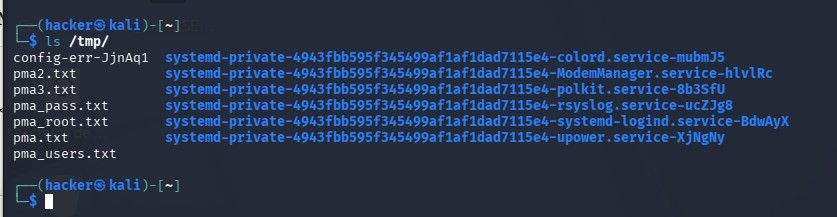 ┌──(hacker㉿kali)-[~]
└─$ ls /tmp/
config-err-JjnAq1  systemd-private-4943fbb595f345499af1af1dad7115e4-colord.service-mubmJ5
pma2.txt           systemd-private-4943fbb595f345499af1af1dad7115e4-ModemManager.service-hlvlRc
pma3.txt           systemd-private-4943fbb595f345499af1af1dad7115e4-polkit.service-8b3SfU
pma_pass.txt       systemd-private-4943fbb595f345499af1af1dad7115e4-rsyslog.service-ucZJg8
pma_root.txt       systemd-private-4943fbb595f345499af1af1dad7115e4-systemd-logind.service-BdwAyX
pma.txt            systemd-private-4943fbb595f345499af1af1dad7115e4-upower.service-XjNgNy
pma_users.txt
┌──(hacker㉿kali)-[~]
└─$